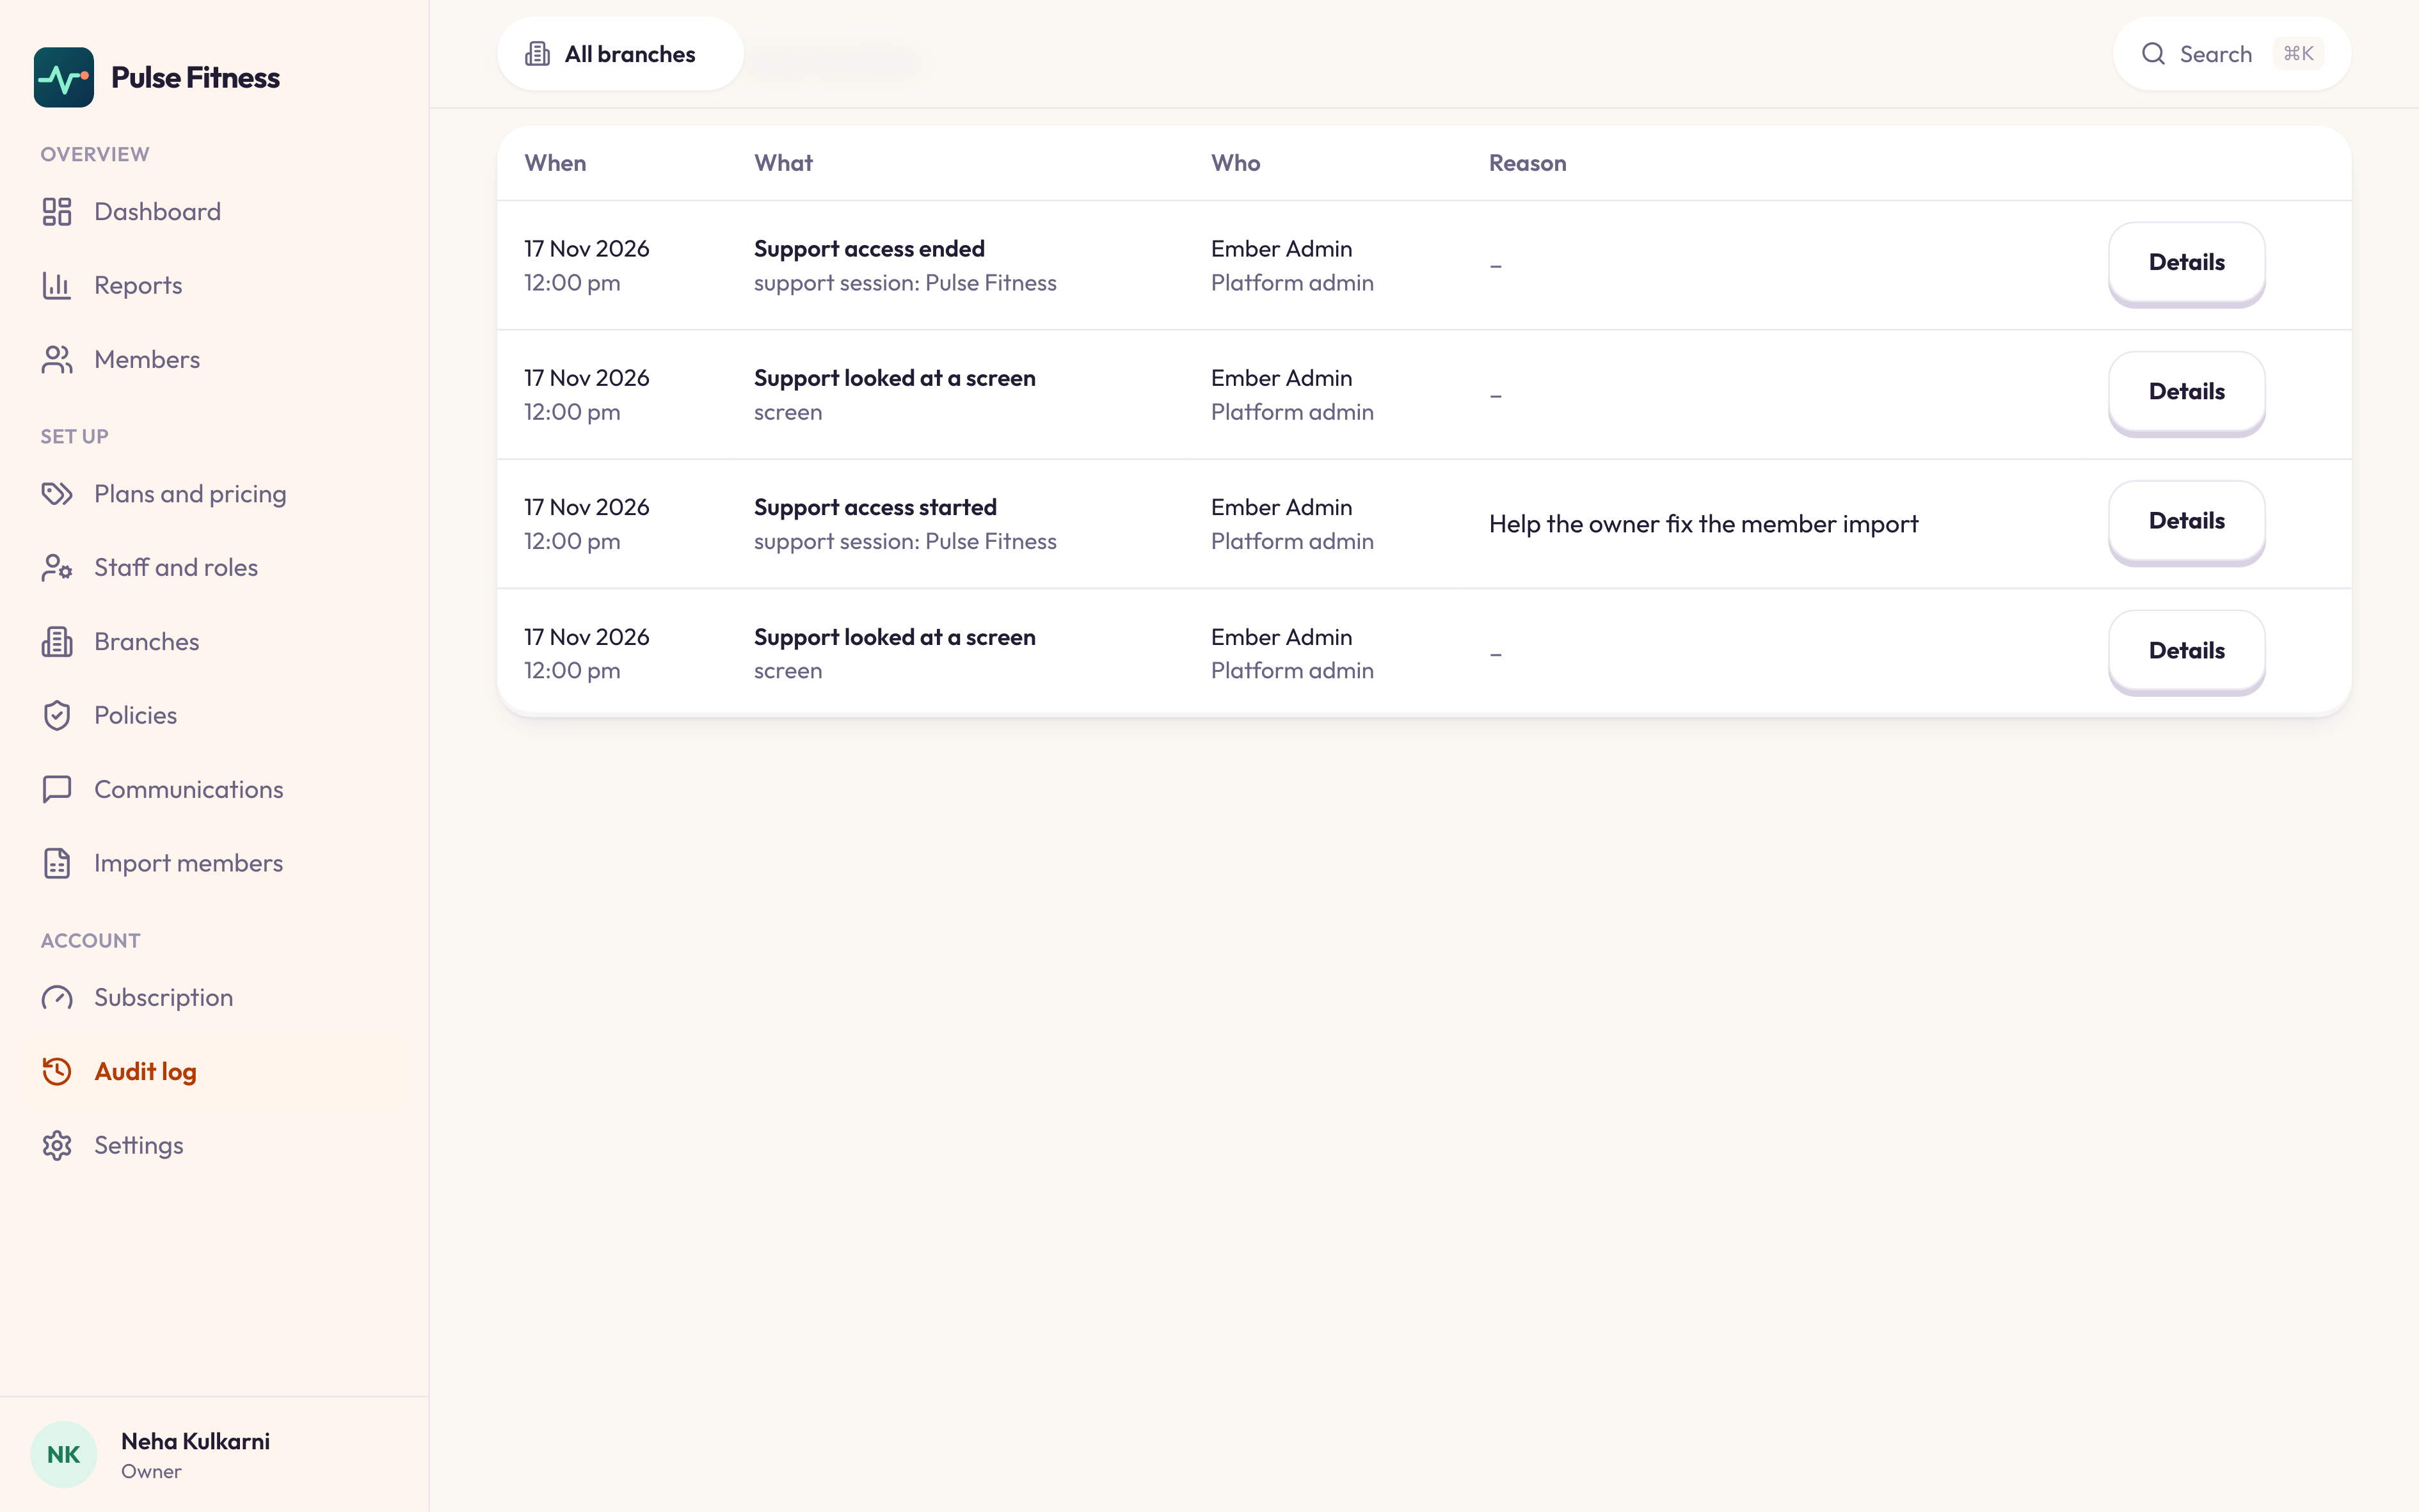 Pulse Fitness
OVERVIEW
Dashboard
Reports
Members
SET UP
Plans and pricing
Staff and roles
Branches
Policies
Communications
Import members
ACCOUNT
Subscription
Audit log
Settings
NK
Neha Kulkarni
Owner
All branches
Search ⌘K
When What Who Reason
17 Nov 2026 Support access ended Ember Admin
12:00 pm support session: Pulse Fitness Platform admin
– Details
17 Nov 2026 Support looked at a screen Ember Admin
12:00 pm screen Platform admin
– Details
17 Nov 2026 Support access started Ember Admin
12:00 pm support session: Pulse Fitness Platform admin
Help the owner fix the member import Details
17 Nov 2026 Support looked at a screen Ember Admin
12:00 pm screen Platform admin
– Details